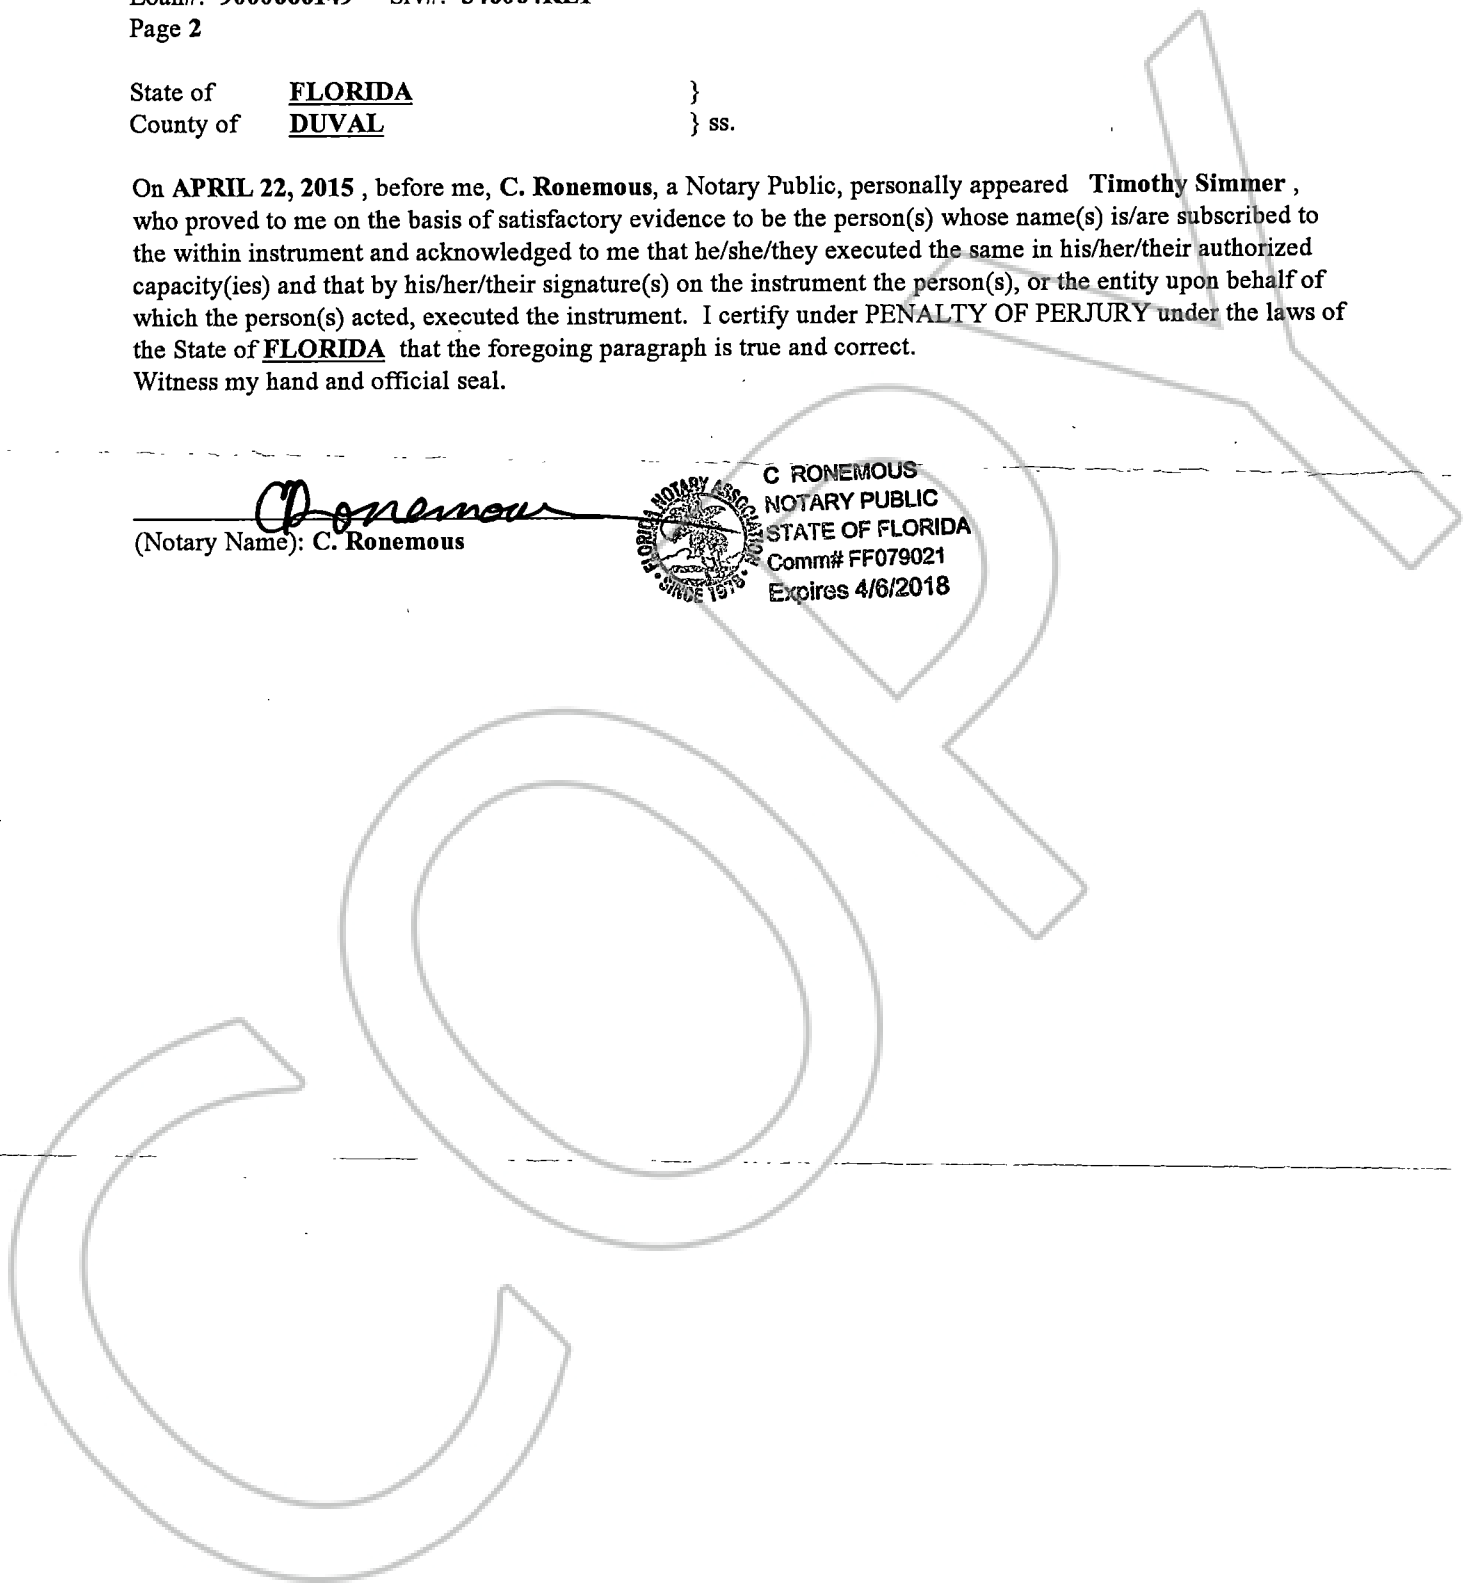 Page 2
State of FLORIDA }
County of DUVAL } ss.
On APRIL 22, 2015 , before me, C. Ronemous, a Notary Public, personally appeared Timothy Simmer ,
who proved to me on the basis of satisfactory evidence to be the person(s) whose name(s) is/are subscribed to
the within instrument and acknowledged to me that he/she/they executed the same in his/her/their authorized
capacity(ies) and that by his/her/their signature(s) on the instrument the person(s), or the entity upon behalf of
which the person(s) acted, executed the instrument. I certify under PENALTY OF PERJURY under the laws of
the State of FLORIDA that the foregoing paragraph is true and correct.
Witness my hand and official seal.
CRonemous
(Notary Name): C. Ronemous
FLORIDA NOTARY ASSOCIATION
SINCE 1978
C RONEMOUS
NOTARY PUBLIC
STATE OF FLORIDA
Comm# FF079021
Expires 4/6/2018
COPY